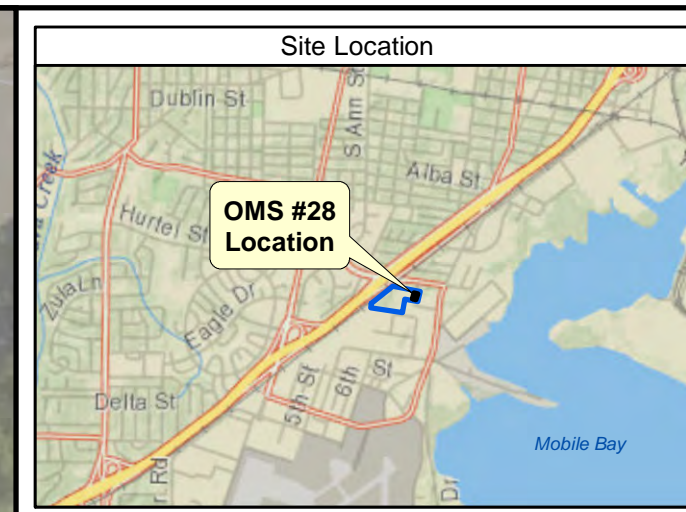 Site Location
Dublin St
S Ann St
Creek
Alba St
Hurtel St
OMS #28
Location
Zula Ln
Eagle Dr
Delta St
5th St
6th St
Mobile Bay
r Rd
Dr